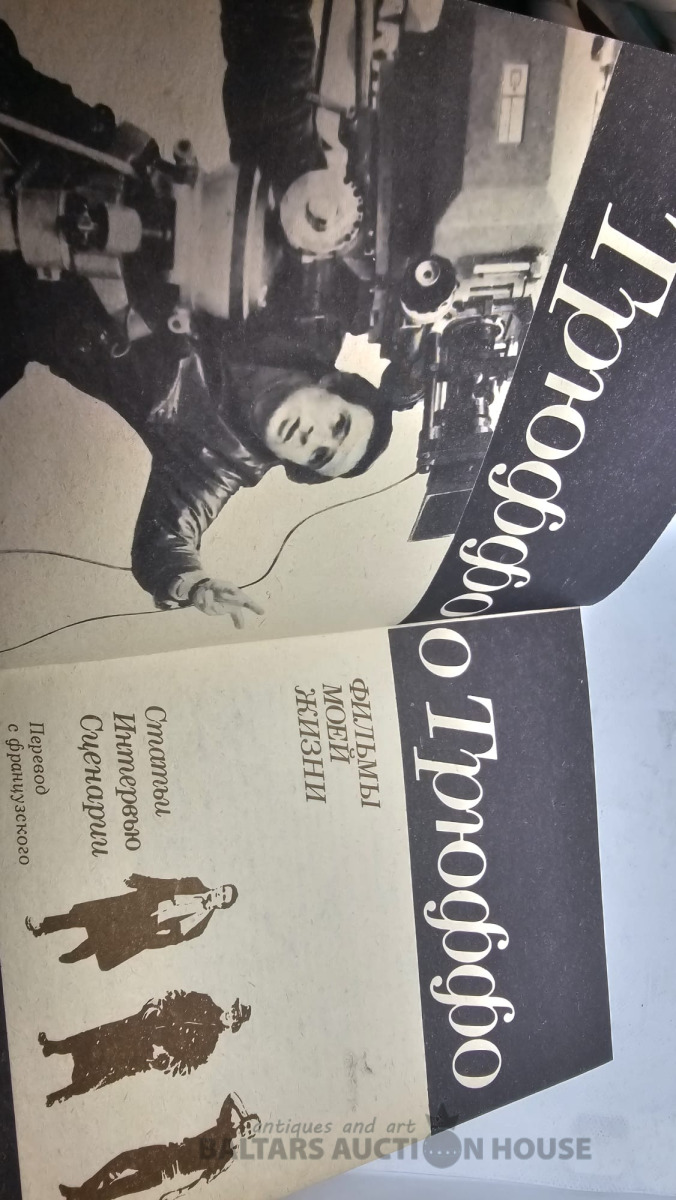 Трюффо о Трюффо
ФИЛЬМЫ
МОЕЙ
ЖИЗНИ
Статьи
Интервью
Сценарии
Перевод
с французского
antiques and art
BALTARS AUCTION HOUSE